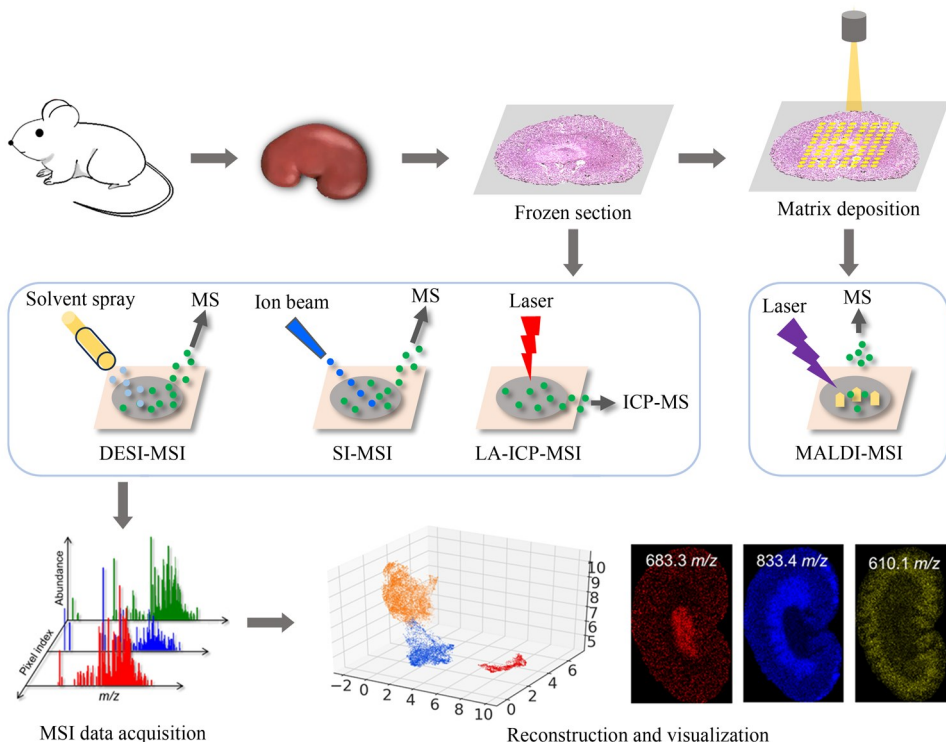 Frozen section
Matrix deposition
Solvent spray
MS
Ion beam
MS
Laser
ICP-MS
Laser
MS
DESI-MSI
SI-MSI
LA-ICP-MSI
MALDI-MSI
Abundance
Pixel index
m/z
MSI data acquisition
10
9
8
7
6
5
−2 0 2 4 6 8 10
0 2 4 6
683.3 m/z
833.4 m/z
610.1 m/z
Reconstruction and visualization